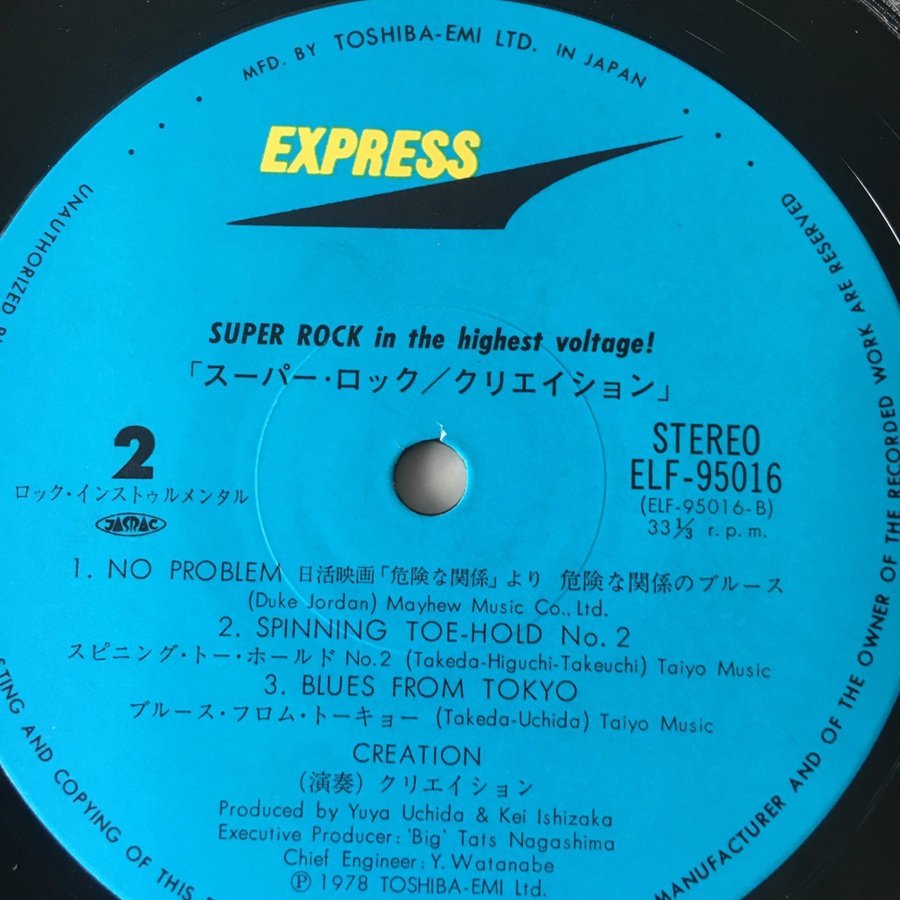 MFD. BY TOSHIBA-EMI LTD. IN JAPAN
EXPRESS
UNAUTHORIZED
SUPER ROCK in the highest voltage!
「スーパー・ロック／クリエイション」
2
ロック・インストゥルメンタル
JASRAC
STEREO
ELF-95016
(ELF-95016-B)
33⅓ r.p.m.
1. NO PROBLEM 日活映画「危険な関係」より 危険な関係のブルース
(Duke Jordan) Mayhew Music Co., Ltd.
2. SPINNING TOE-HOLD No. 2
スピニング・トー・ホールド No.2 (Takeda-Higuchi-Takeuchi) Taiyo Music
3. BLUES FROM TOKYO
ブルース・フロム・トーキョー (Takeda-Uchida) Taiyo Music
CREATION
(演奏) クリエイション
Produced by Yuya Uchida & Kei Ishizaka
Executive Producer: 'Big' Tats Nagashima
Chief Engineer: Y. Watanabe
Ⓟ 1978 TOSHIBA-EMI Ltd.
AND COPYING OF THIS
MANUFACTURER AND OF THE OWNER OF THE RECORDED WORK ARE RESERVED